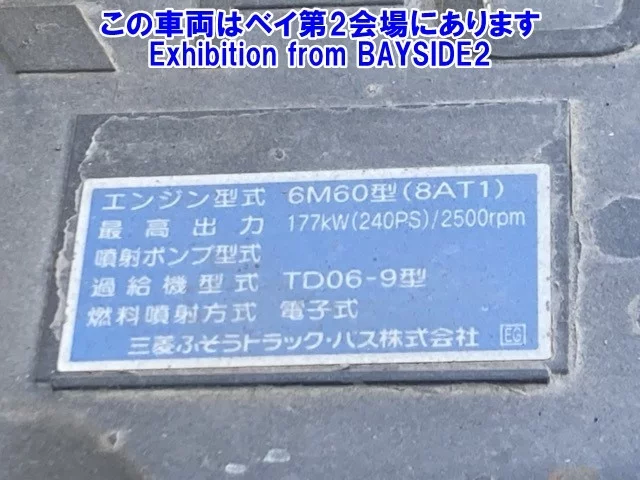 この車両はベイ第2会場にあります
Exhibition from BAYSIDE2
エンジン型式 6M60型(8AT1)
最高出力 177kW(240PS)/2500rpm
噴射ポンプ型式
過給機型式 TD06-9型
燃料噴射方式 電子式
三菱ふそうトラック・バス株式会社 EG